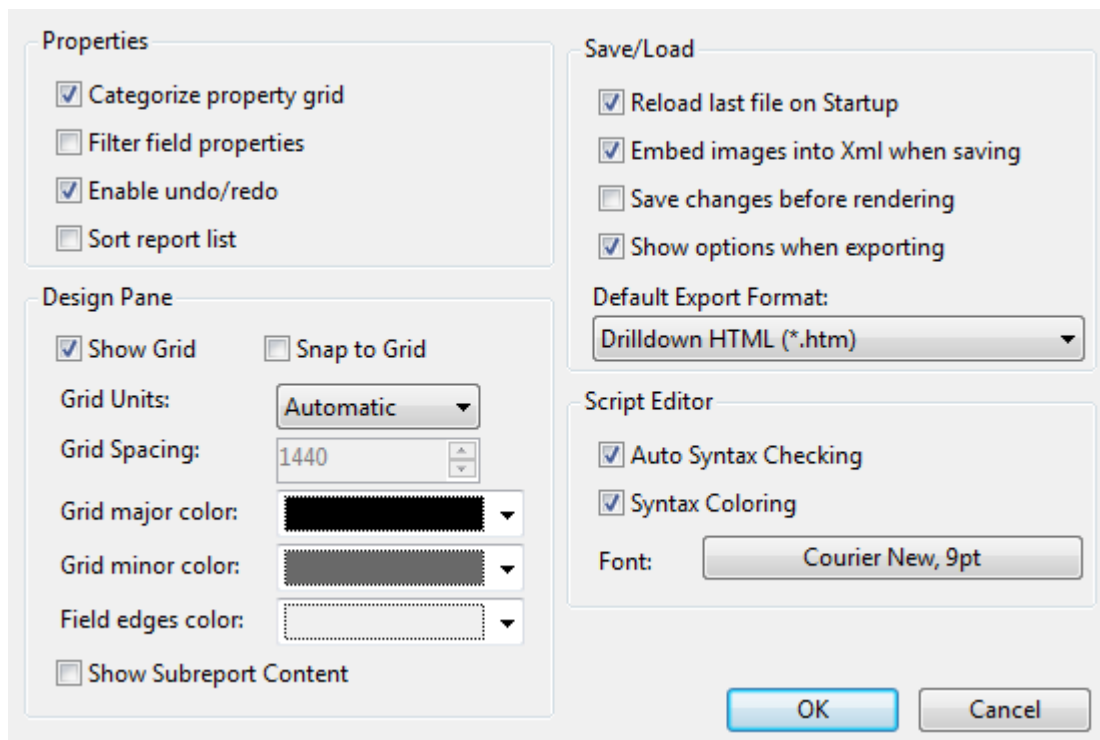 Properties
Categorize property grid
Filter field properties
Enable undo/redo
Sort report list
Design Pane
Show Grid Snap to Grid
Grid Units: Automatic
Grid Spacing: 1440
Grid major color:
Grid minor color:
Field edges color:
Show Subreport Content
Save/Load
Reload last file on Startup
Embed images into Xml when saving
Save changes before rendering
Show options when exporting
Default Export Format:
Drilldown HTML (*.htm)
Script Editor
Auto Syntax Checking
Syntax Coloring
Font: Courier New, 9pt
OK Cancel